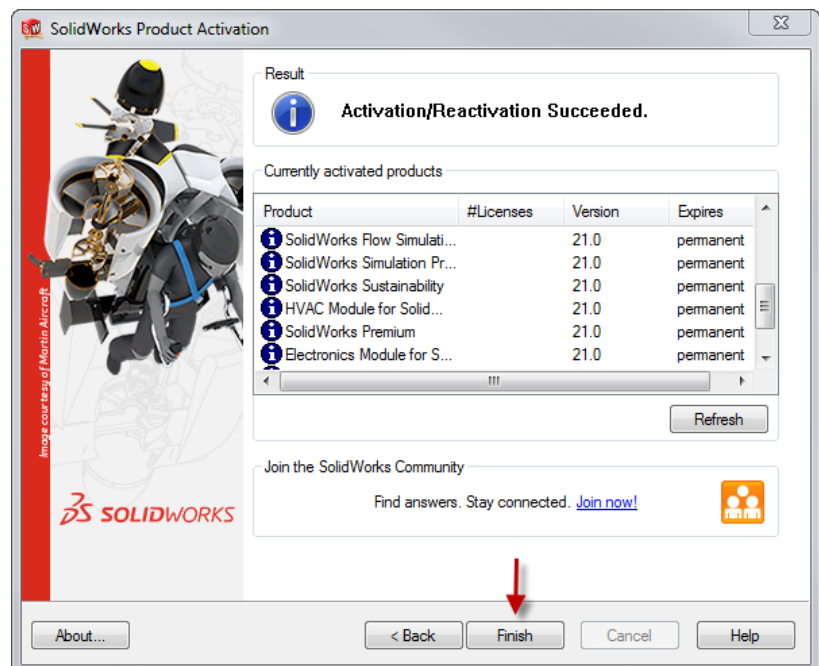 SolidWorks Product Activation
Result
Activation/Reactivation Succeeded.
Currently activated products
Product #Licenses Version Expires
SolidWorks Flow Simulati... 21.0 permanent
SolidWorks Simulation Pr... 21.0 permanent
SolidWorks Sustainability 21.0 permanent
HVAC Module for Solid... 21.0 permanent
SolidWorks Premium 21.0 permanent
Electronics Module for S... 21.0 permanent
Refresh
Join the SolidWorks Community
Find answers. Stay connected. Join now!
Image courtesy of Martin Aircraft
SOLIDWORKS
About... < Back Finish Cancel Help